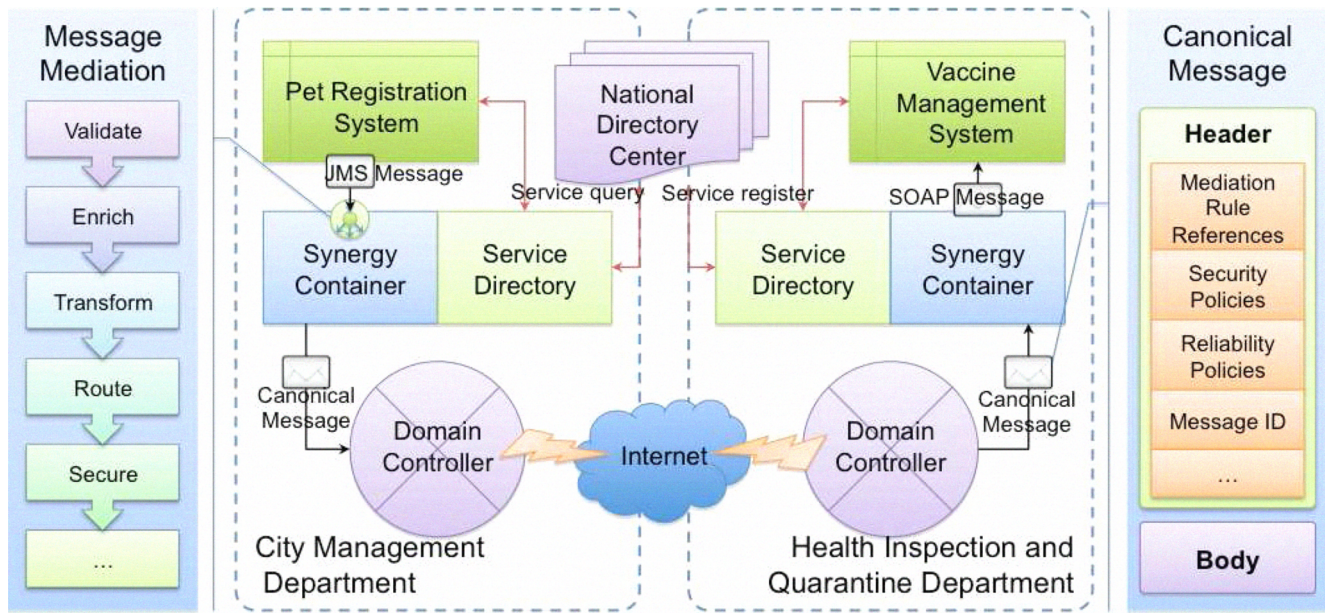 Message
Mediation
Validate
Enrich
Transform
Route
Secure
...
Pet Registration
System
JMS Message
Synergy
Container
Service
Directory
Canonical
Message
Domain
Controller
City Management
Department
National
Directory
Center
Service query
Service register
Internet
Vaccine
Management
System
SOAP Message
Service
Directory
Synergy
Container
Canonical
Message
Domain
Controller
Health Inspection and
Quarantine Department
Canonical
Message
Header
Mediation
Rule
References
Security
Policies
Reliability
Policies
Message ID
...
Body